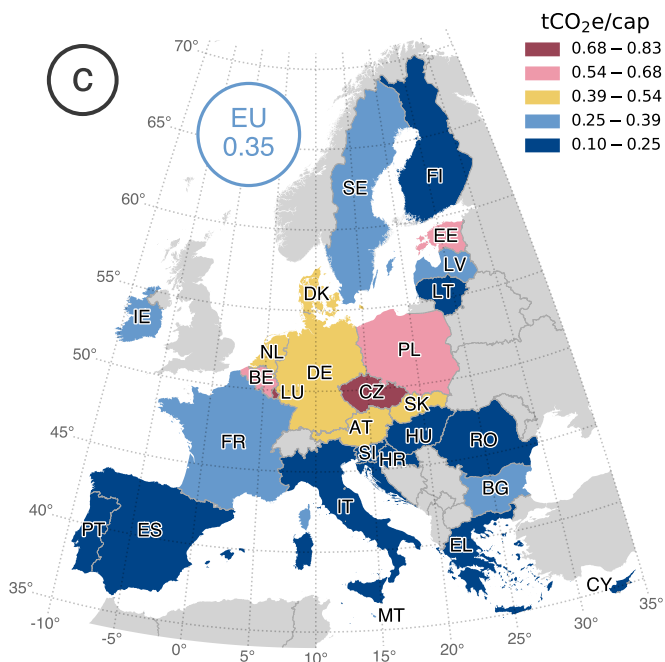 tCO₂e/cap
0.68 – 0.83
0.54 – 0.68
0.39 – 0.54
0.25 – 0.39
0.10 – 0.25
C
EU
0.35
70°
65°
60°
55°
50°
45°
40°
35°
-10°
-5°
0°
5°
10°
15°
20°
25°
30°
35°
FI
SE
EE
LV
LT
DK
IE
NL
PL
BE
DE
LU
CZ
SK
AT
FR
HU
RO
SI
HR
BG
IT
PT
ES
EL
CY
MT